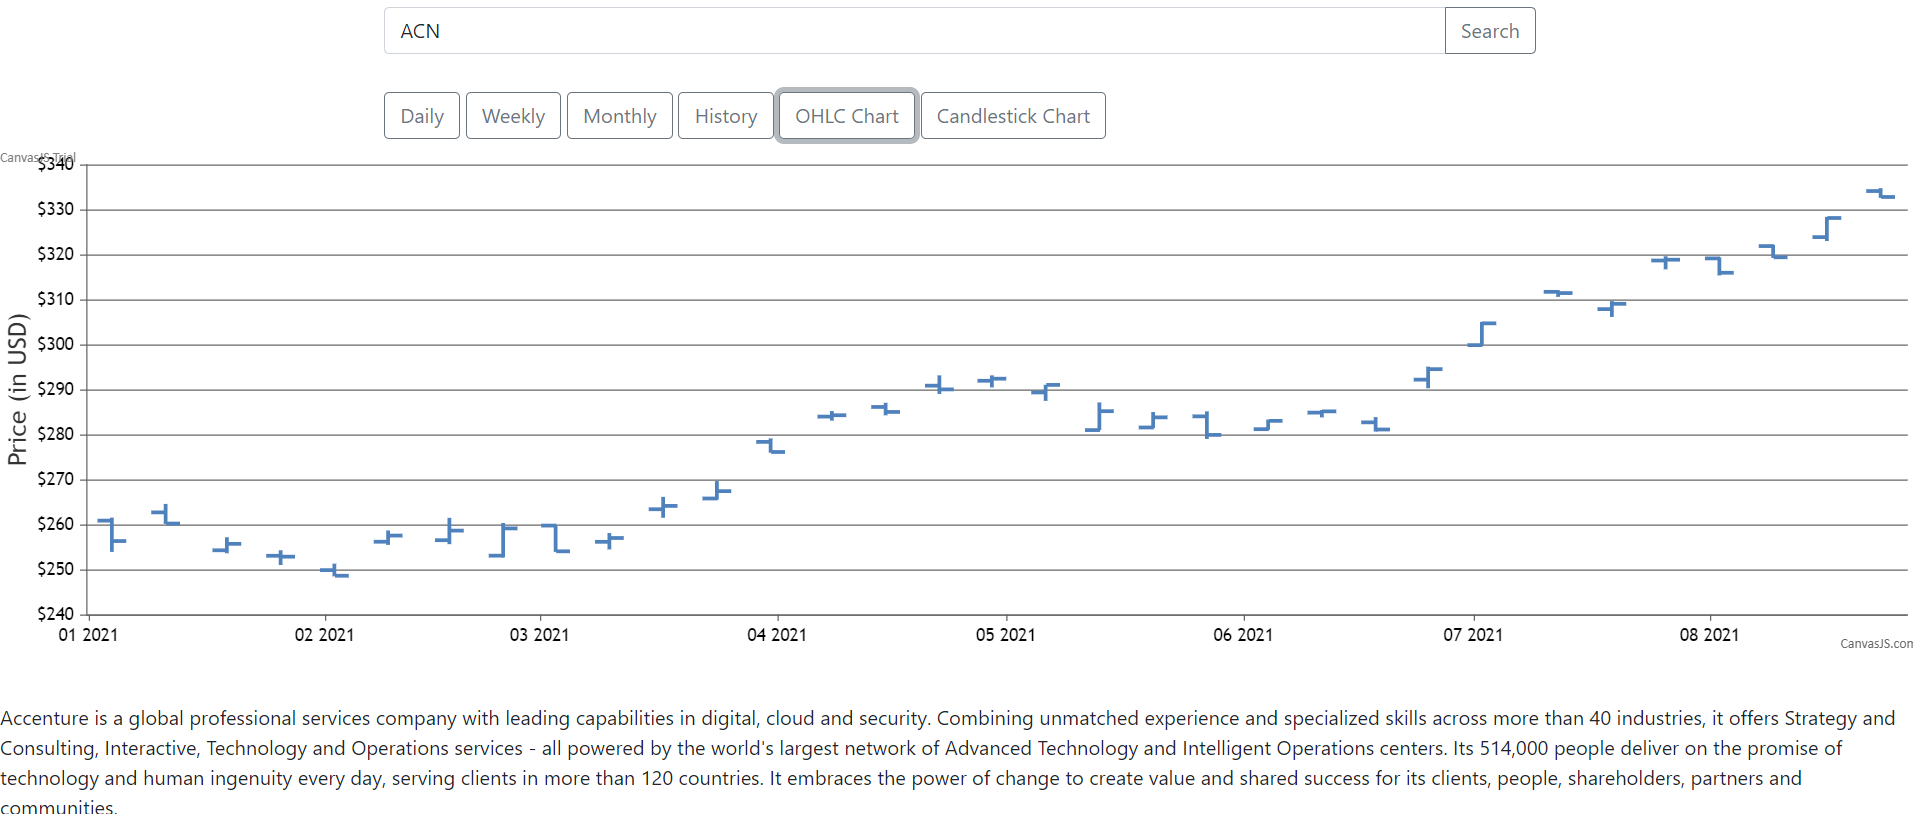 ACN
Search
Daily Weekly Monthly History OHLC Chart Candlestick Chart
CanvasJS Trial
$340
$330
$320
$310
$300
$290
$280
$270
$260
$250
$240
Price (in USD)
01 2021 02 2021 03 2021 04 2021 05 2021 06 2021 07 2021 08 2021
CanvasJS.com
Accenture is a global professional services company with leading capabilities in digital, cloud and security. Combining unmatched experience and specialized skills across more than 40 industries, it offers Strategy and
Consulting, Interactive, Technology and Operations services - all powered by the world's largest network of Advanced Technology and Intelligent Operations centers. Its 514,000 people deliver on the promise of
technology and human ingenuity every day, serving clients in more than 120 countries. It embraces the power of change to create value and shared success for its clients, people, shareholders, partners and
communities.